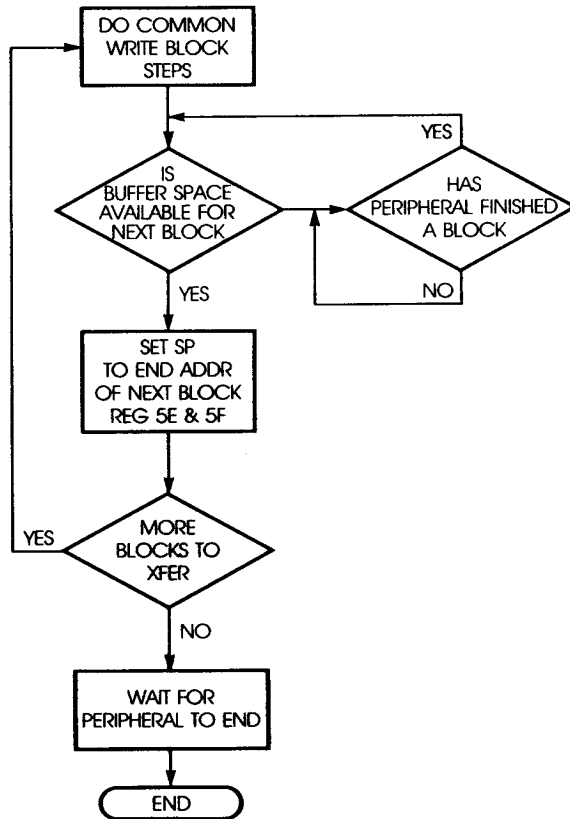 DO COMMON
WRITE BLOCK
STEPS
YES
IS
BUFFER SPACE
AVAILABLE FOR
NEXT BLOCK
HAS
PERIPHERAL FINISHED
A BLOCK
NO
YES
SET SP
TO END ADDR
OF NEXT BLOCK
REG 5E & 5F
YES
MORE
BLOCKS TO
XFER
NO
WAIT FOR
PERIPHERAL TO END
END